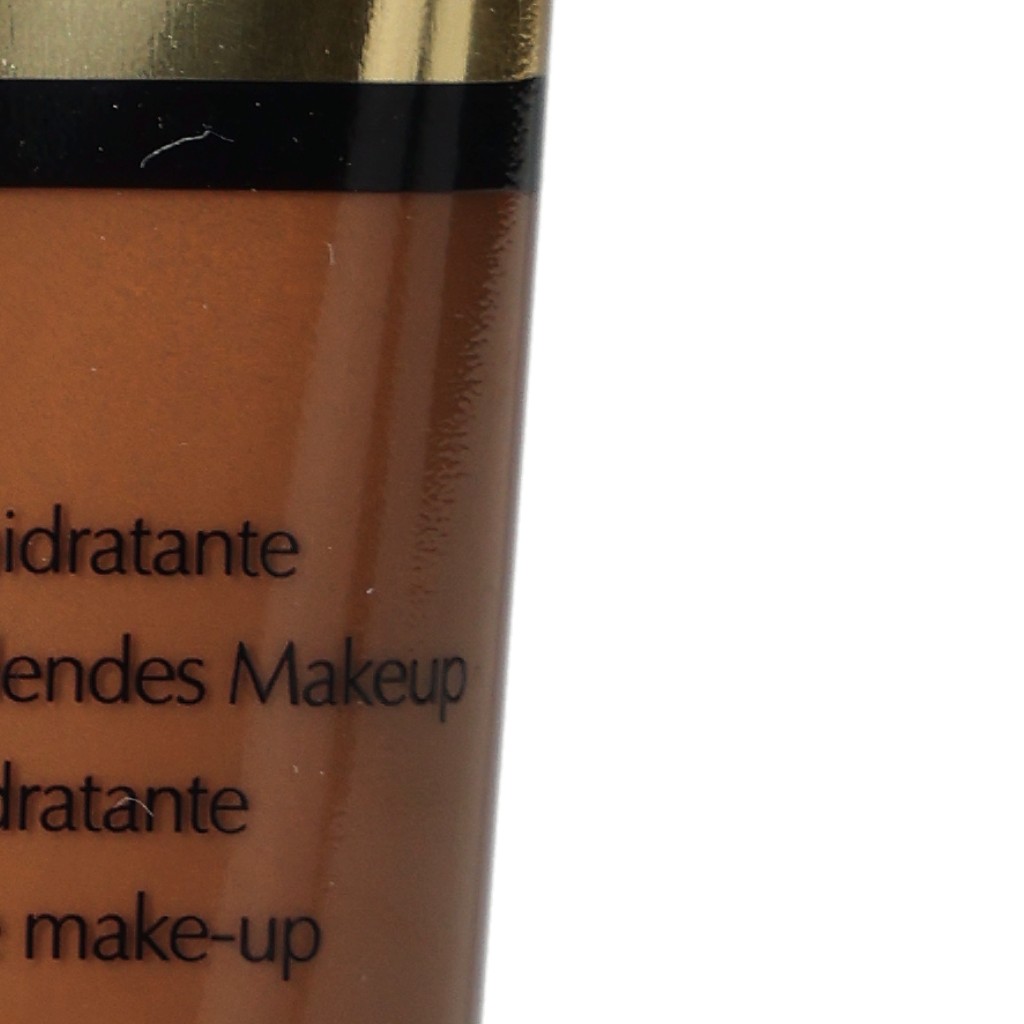 idratante
lendes Makeup
dratante
make-up